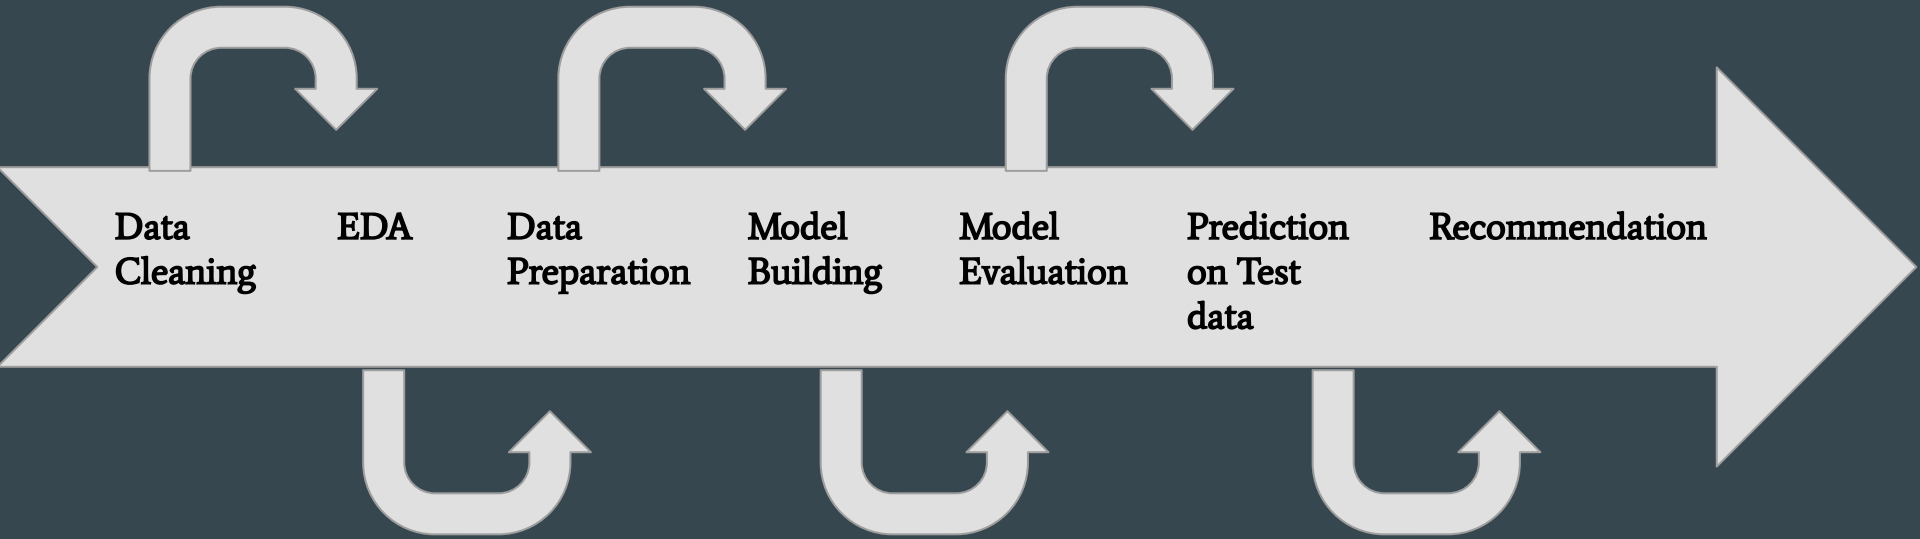 Data
Cleaning
EDA
Data
Preparation
Model
Building
Model
Evaluation
Prediction
on Test
data
Recommendation